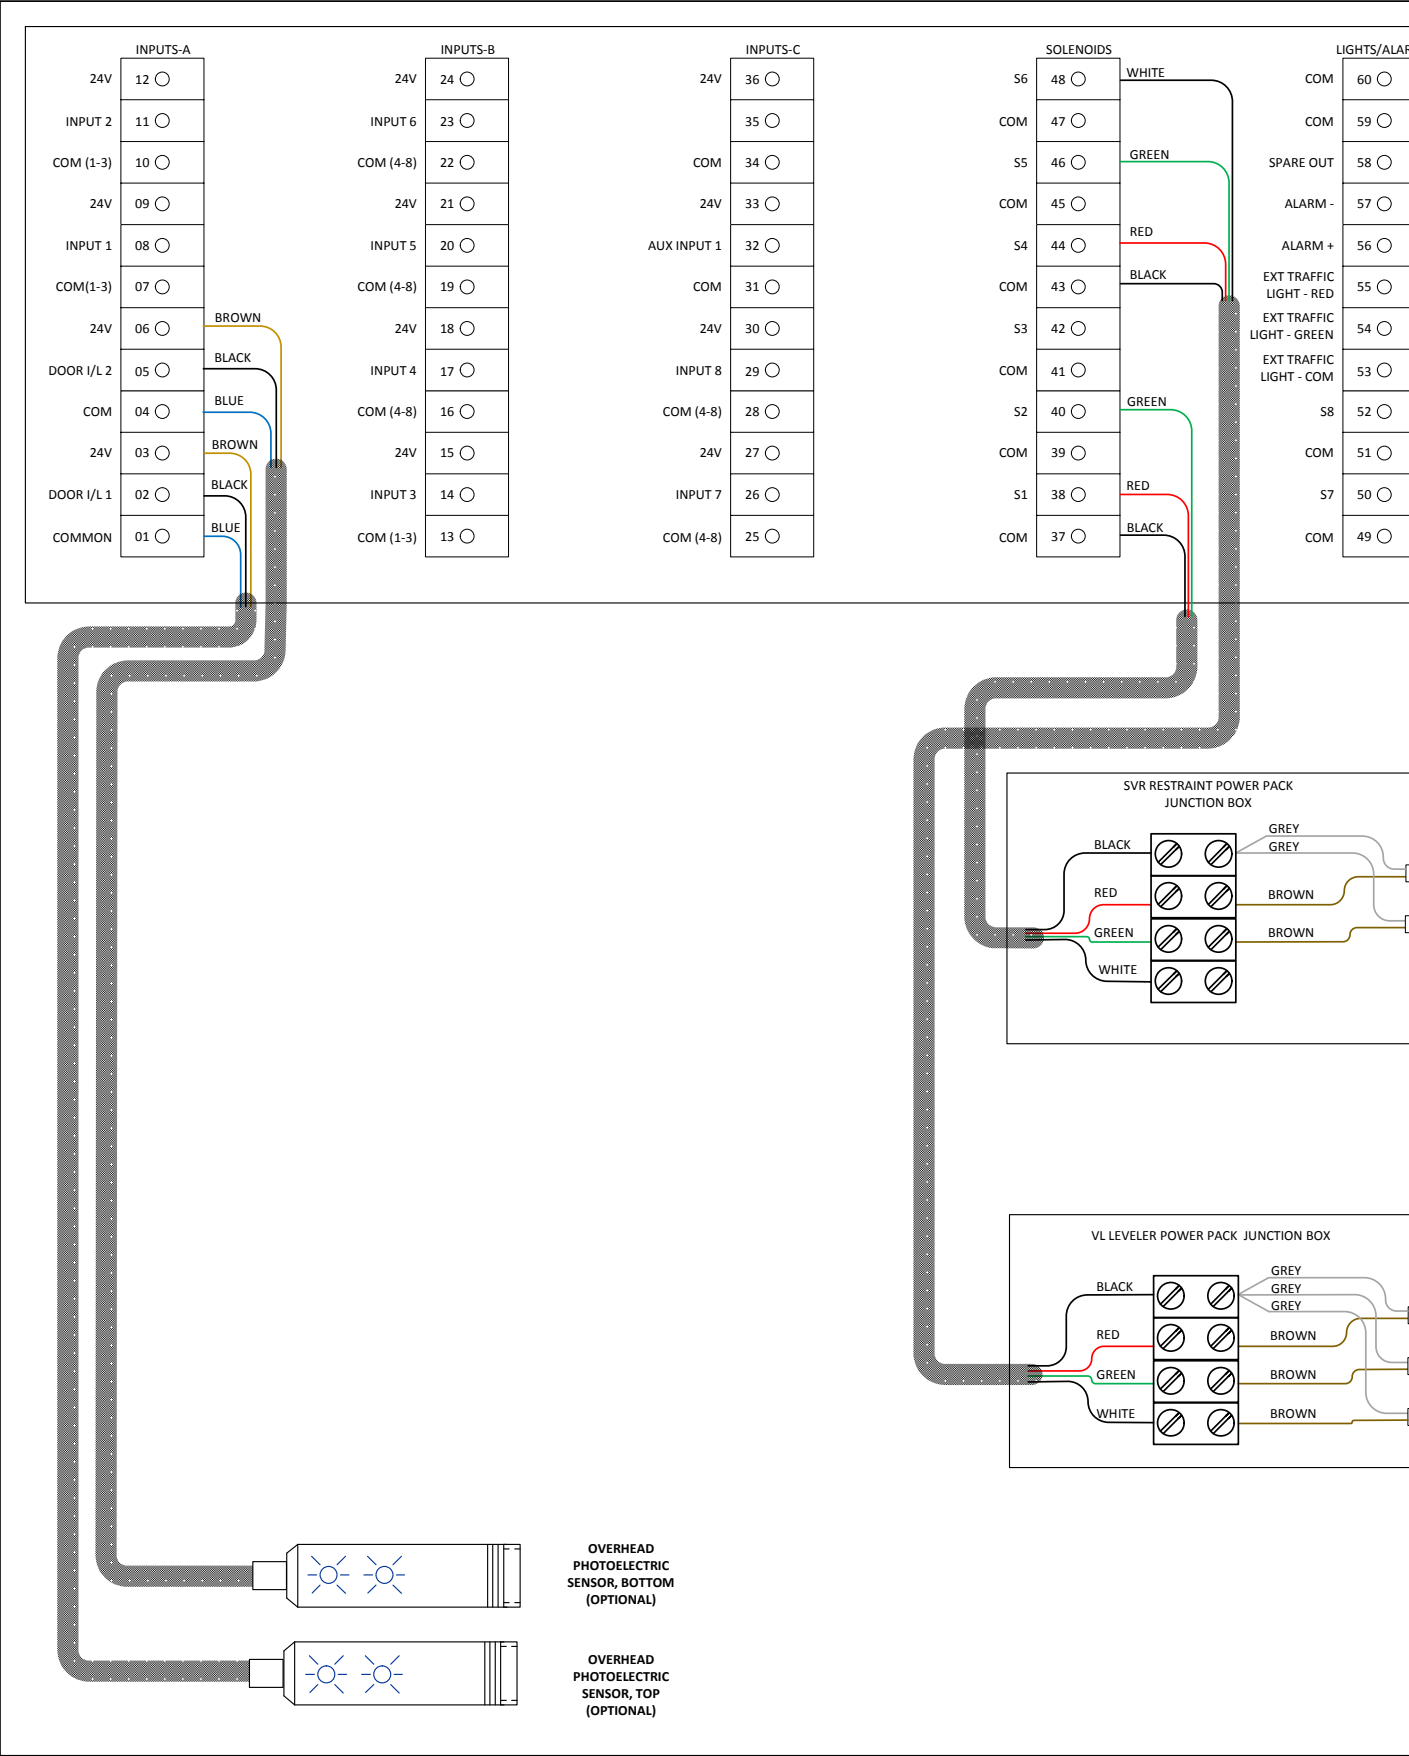 INPUTS-A
24V 12
INPUT 2 11
COM (1-3) 10
24V 09
INPUT 1 08
COM(1-3) 07
24V 06 BROWN
DOOR I/L 2 05 BLACK
COM 04 BLUE
24V 03 BROWN
DOOR I/L 1 02 BLACK
COMMON 01 BLUE
INPUTS-B
24V 24
INPUT 6 23
COM (4-8) 22
24V 21
INPUT 5 20
COM (4-8) 19
24V 18
INPUT 4 17
COM (4-8) 16
24V 15
INPUT 3 14
COM (1-3) 13
INPUTS-C
24V 36
35
COM 34
24V 33
AUX INPUT 1 32
COM 31
24V 30
INPUT 8 29
COM (4-8) 28
24V 27
INPUT 7 26
COM (4-8) 25
SOLENOIDS
S6 48 WHITE
COM 47
S5 46 GREEN
COM 45
S4 44 RED
COM 43 BLACK
S3 42
COM 41
S2 40 GREEN
COM 39
S1 38 RED
COM 37 BLACK
LIGHTS/ALAR
COM 60
COM 59
SPARE OUT 58
ALARM - 57
ALARM + 56
EXT TRAFFIC
LIGHT - RED 55
EXT TRAFFIC
LIGHT - GREEN 54
EXT TRAFFIC
LIGHT - COM 53
S8 52
COM 51
S7 50
COM 49
SVR RESTRAINT POWER PACK
JUNCTION BOX
GREY
BLACK GREY
RED BROWN
GREEN BROWN
WHITE
VL LEVELER POWER PACK JUNCTION BOX
GREY
BLACK GREY
GREY
RED BROWN
GREEN BROWN
WHITE BROWN
OVERHEAD
PHOTOELECTRIC
SENSOR, BOTTOM
(OPTIONAL)
OVERHEAD
PHOTOELECTRIC
SENSOR, TOP
(OPTIONAL)